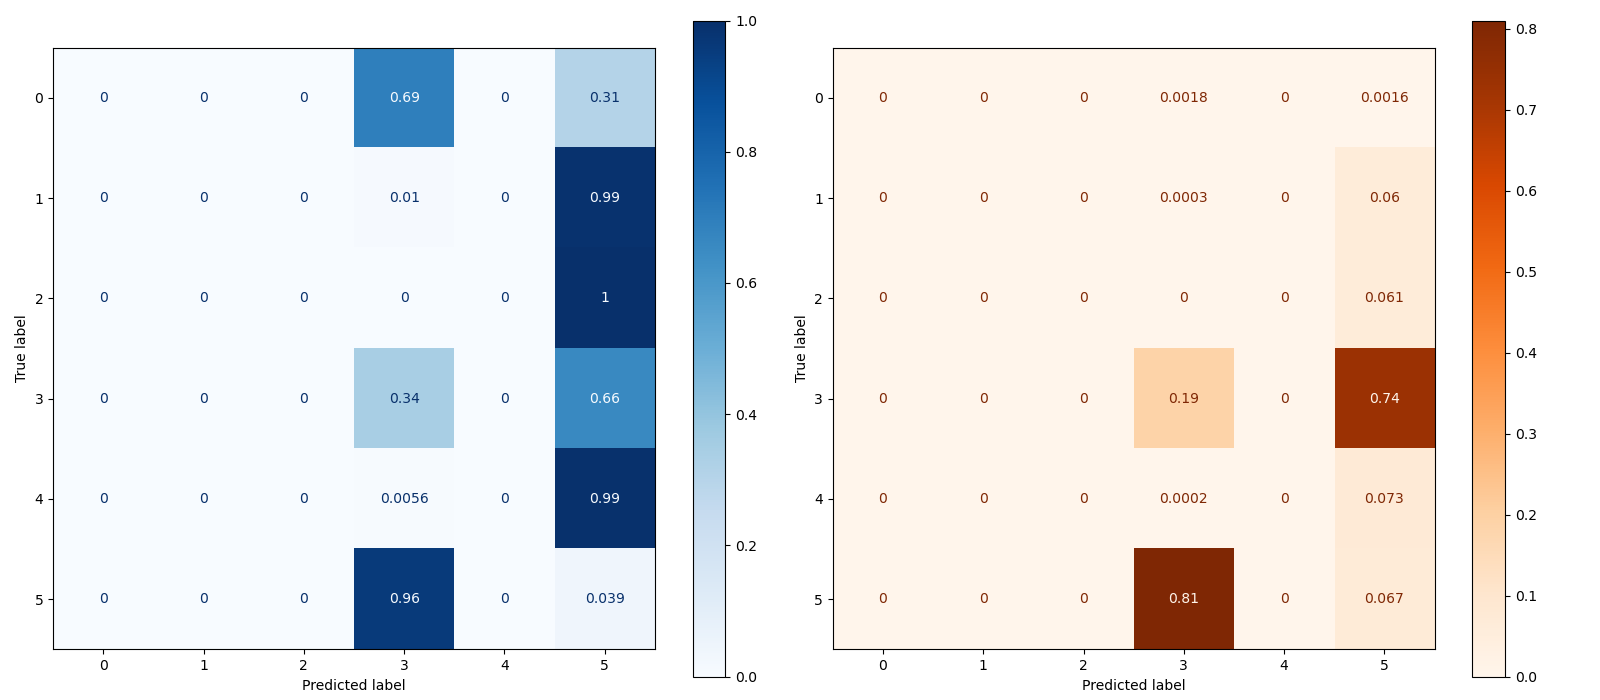 0 0 0 0 0.69 0 0.31
1 0 0 0 0.01 0 0.99
2 0 0 0 0 0 1
3 0 0 0 0.34 0 0.66
4 0 0 0 0.0056 0 0.99
5 0 0 0 0.96 0 0.039
0 1 2 3 4 5
Predicted label
True label
1.0
0.8
0.6
0.4
0.2
0.0
0 0 0 0 0.0018 0 0.0016
1 0 0 0 0.0003 0 0.06
2 0 0 0 0 0 0.061
3 0 0 0 0.19 0 0.74
4 0 0 0 0.0002 0 0.073
5 0 0 0 0.81 0 0.067
0 1 2 3 4 5
Predicted label
True label
0.8
0.7
0.6
0.5
0.4
0.3
0.2
0.1
0.0